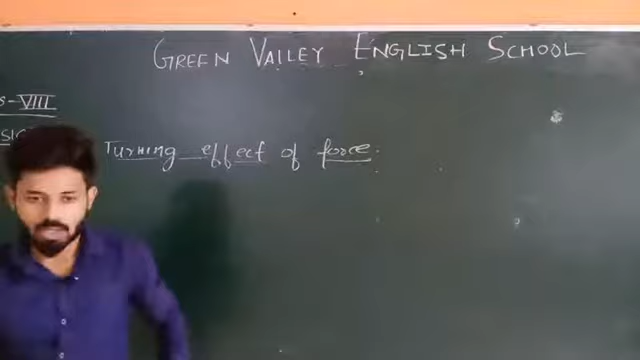 GREEN VALLEY ENGLISH SCHOOL
VIII
Turning effect of force.